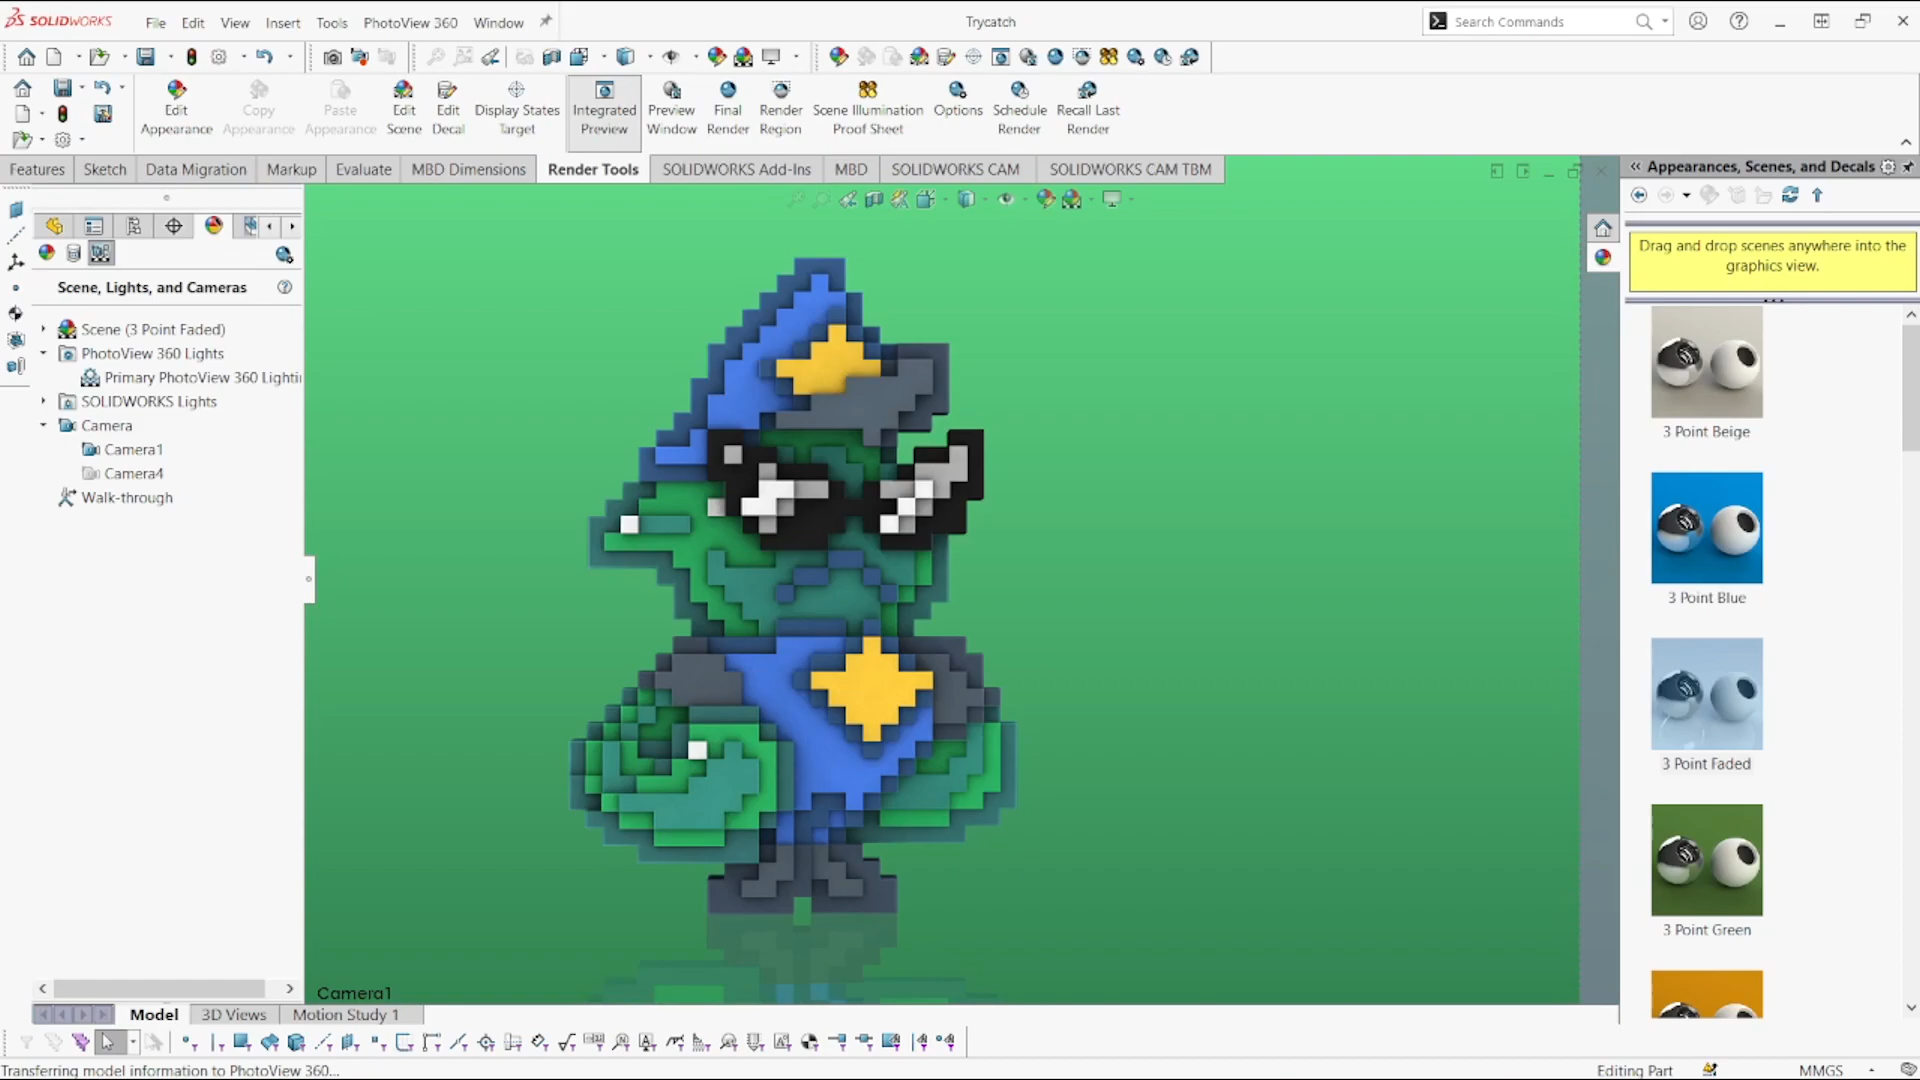 SOLIDWORKS File Edit View Insert Tools PhotoView 360 Window Trycatch Search Commands
Edit Appearance
Copy Appearance
Paste Appearance
Edit Scene
Edit Decal
Display States Target
Integrated Preview
Preview Window
Final Render
Render Region
Scene Illumination Proof Sheet
Options
Schedule Render
Recall Last Render
Features Sketch Data Migration Markup Evaluate MBD Dimensions Render Tools SOLIDWORKS Add-Ins MBD SOLIDWORKS CAM SOLIDWORKS CAM TBM
Scene, Lights, and Cameras
Scene (3 Point Faded)
PhotoView 360 Lights
Primary PhotoView 360 Lighti
SOLIDWORKS Lights
Camera
Camera1
Camera4
Walk-through
Camera1
Appearances, Scenes, and Decals
Drag and drop scenes anywhere into the
graphics view.
3 Point Beige
3 Point Blue
3 Point Faded
3 Point Green
Model 3D Views Motion Study 1
Transferring model information to PhotoView 360... Editing Part MMGS